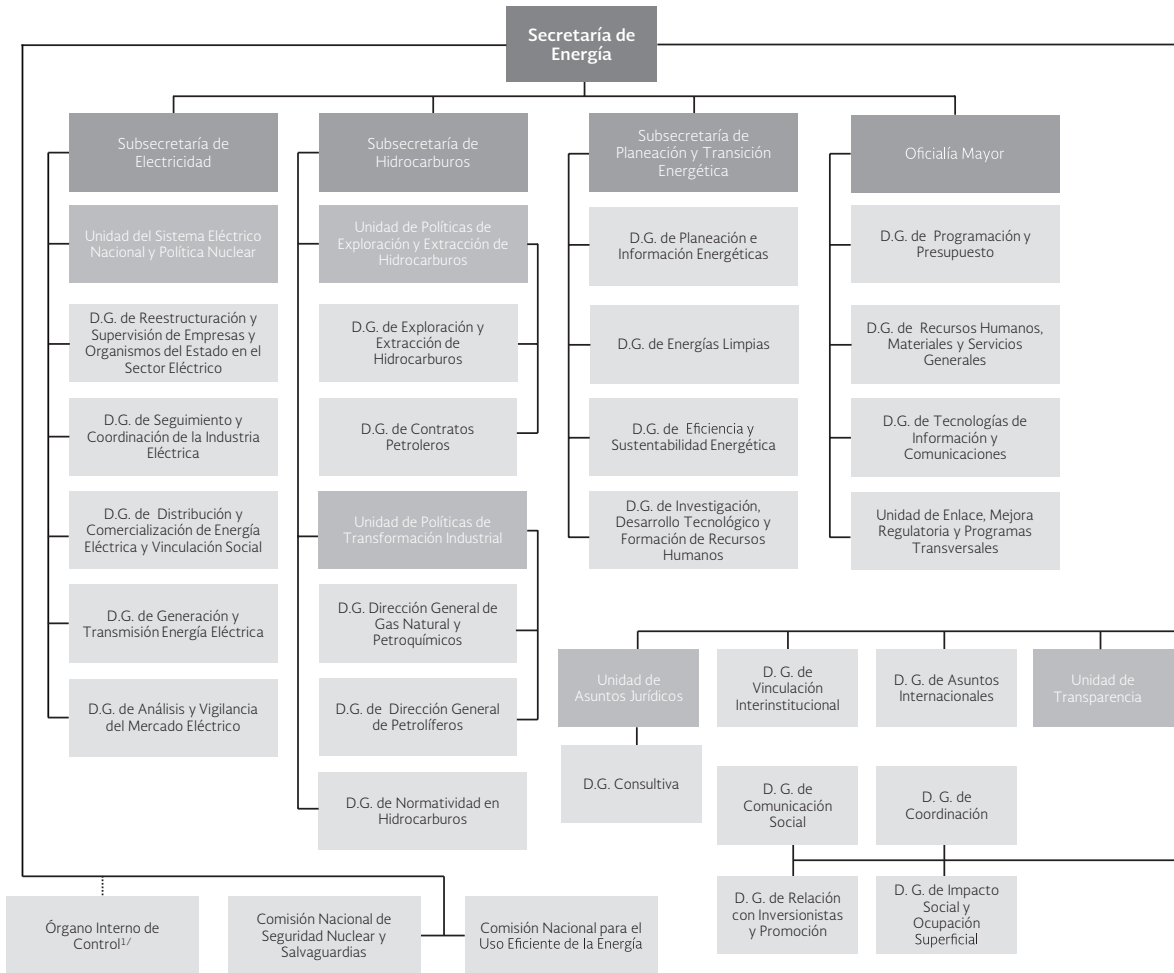 Secretaría de
Energía
Subsecretaría de
Electricidad
Subsecretaría de
Hidrocarburos
Subsecretaría de
Planeación y Transición
Energética
Oficialía Mayor
Unidad del Sistema Eléctrico
Nacional y Política Nuclear
D.G. de Reestructuración y
Supervisión de Empresas y
Organismos del Estado en el
Sector Eléctrico
D.G. de Seguimiento y
Coordinación de la Industria
Eléctrica
D.G. de Distribución y
Comercialización de Energía
Eléctrica y Vinculación Social
D.G. de Generación y
Transmisión Energía Eléctrica
D.G. de Análisis y Vigilancia
del Mercado Eléctrico
Unidad de Políticas de
Exploración y Extracción de
Hidrocarburos
D.G. de Exploración y
Extracción de
Hidrocarburos
D.G. de Contratos
Petroleros
Unidad de Políticas de
Transformación Industrial
D.G. Dirección General de
Gas Natural y
Petroquímicos
D.G. de Dirección General
de Petrolíferos
D.G. de Normatividad en
Hidrocarburos
D.G. de Planeación e
Información Energéticas
D.G. de Energías Limpias
D.G. de Eficiencia y
Sustentabilidad Energética
D.G. de Investigación,
Desarrollo Tecnológico y
Formación de Recursos
Humanos
D.G. de Programación y
Presupuesto
D.G. de Recursos Humanos,
Materiales y Servicios
Generales
D.G. de Tecnologías de
Información y
Comunicaciones
Unidad de Enlace, Mejora
Regulatoria y Programas
Transversales
Unidad de
Asuntos Jurídicos
D. G. de
Vinculación
Interinstitucional
D. G. de Asuntos
Internacionales
Unidad de
Transparencia
D.G. Consultiva
D. G. de
Comunicación
Social
D. G. de
Coordinación
D. G. de Relación
con Inversionistas
y Promoción
D. G. de Impacto
Social y
Ocupación
Superficial
Órgano Interno de
Control1/
Comisión Nacional de
Seguridad Nuclear y
Salvaguardias
Comisión Nacional para el
Uso Eficiente de la Energía